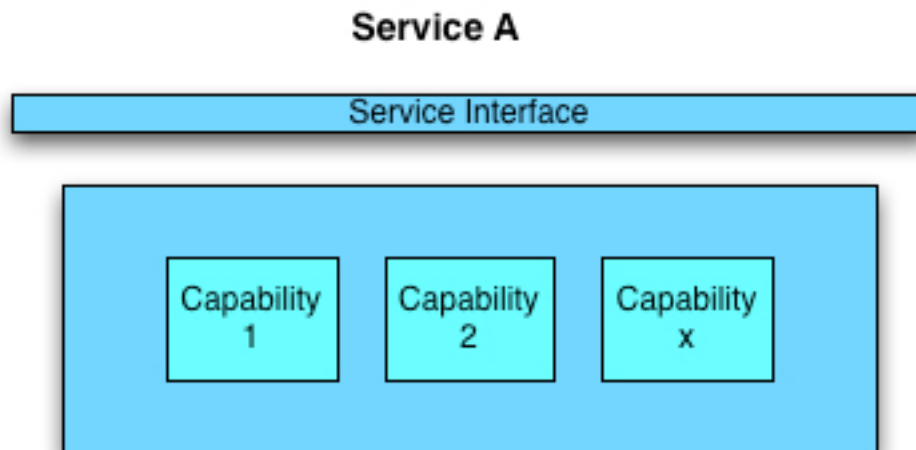 Service A
Service Interface
Capability
1
Capability
2
Capability
x